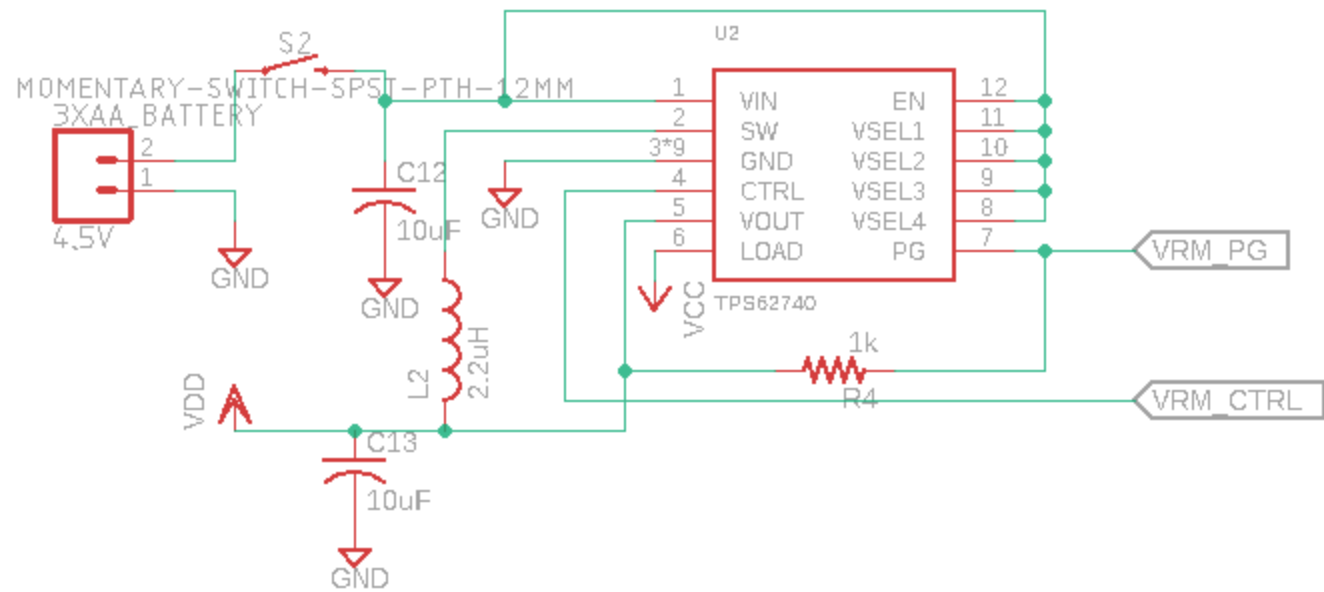 U2
S2
MOMENTARY-SWITCH-SPST-PTH-12MM
3XAA_BATTERY
2
1
4.5V
GND
C12
10uF
GND
GND
1
2
3*9
4
5
6
VIN
SW
GND
CTRL
VOUT
LOAD
EN
VSEL1
VSEL2
VSEL3
VSEL4
PG
12
11
10
9
8
7
TPS62740
VCC
VRM_PG
1k
R4
VRM_CTRL
L2
2.2uH
VDD
C13
10uF
GND